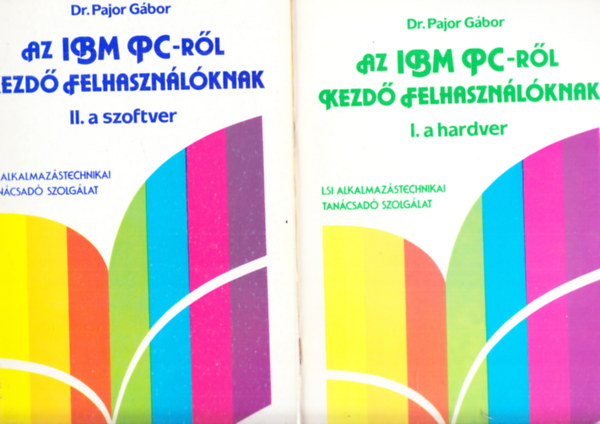 Dr. Pajor Gábor
AZ IBM PC-RŐL
KEZDŐ FELHASZNÁLÓKNAK
II. a szoftver
ALKALMAZÁSTECHNIKAI
TANÁCSADÓ SZOLGÁLAT
Dr. Pajor Gábor
AZ IBM PC-RŐL
KEZDŐ FELHASZNÁLÓKNAK
I. a hardver
LSI ALKALMAZÁSTECHNIKAI
TANÁCSADÓ SZOLGÁLAT